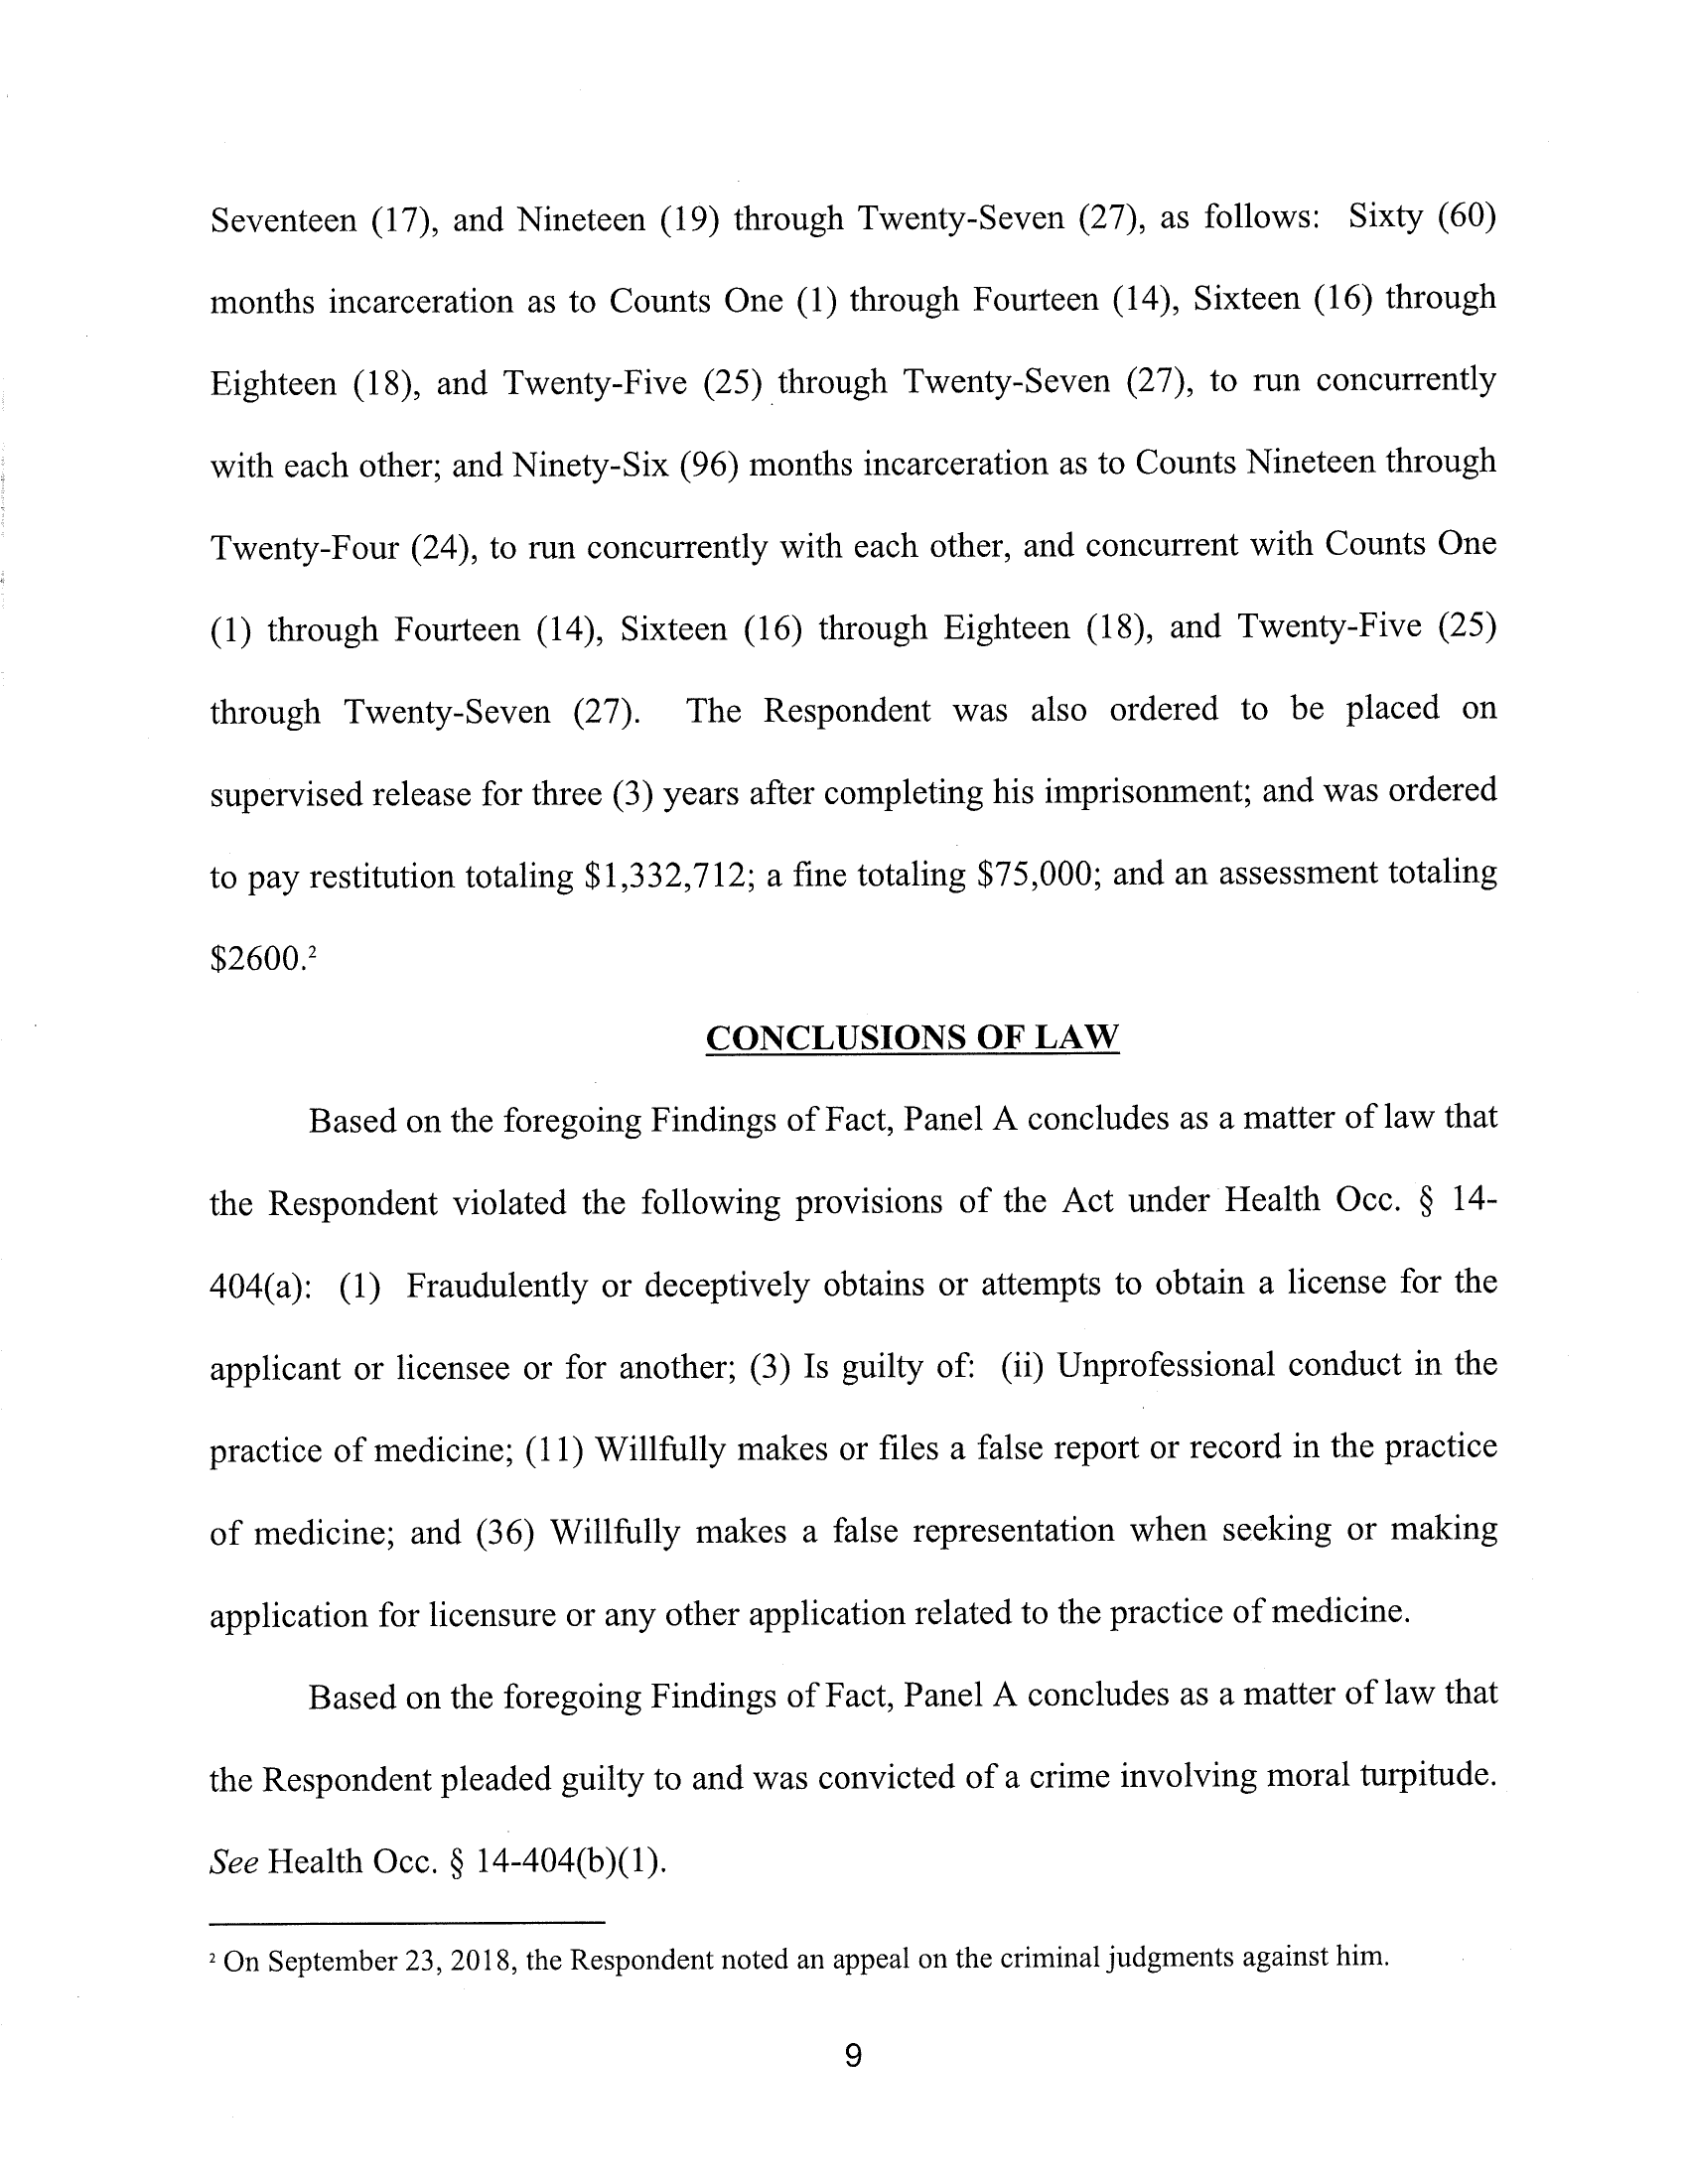 Seventeen (17), and Nineteen (19) through Twenty-Seven (27), as follows: Sixty (60)
months incarceration as to Counts One (1) through Fourteen (14), Sixteen (16) through
Eighteen (18), and Twenty-Five (25) through Twenty-Seven (27), to run concurrently
with each other; and Ninety-Six (96) months incarceration as to Counts Nineteen through
Twenty-Four (24), to run concurrently with each other, and concurrent with Counts One
(1) through Fourteen (14), Sixteen (16) through Eighteen (18), and Twenty-Five (25)
through Twenty-Seven (27). The Respondent was also ordered to be placed on
supervised release for three (3) years after completing his imprisonment; and was ordered
to pay restitution totaling $1,332,712; a fine totaling $75,000; and an assessment totaling
$2600.²
CONCLUSIONS OF LAW
Based on the foregoing Findings of Fact, Panel A concludes as a matter of law that
the Respondent violated the following provisions of the Act under Health Occ. § 14-
404(a): (1) Fraudulently or deceptively obtains or attempts to obtain a license for the
applicant or licensee or for another; (3) Is guilty of: (ii) Unprofessional conduct in the
practice of medicine; (11) Willfully makes or files a false report or record in the practice
of medicine; and (36) Willfully makes a false representation when seeking or making
application for licensure or any other application related to the practice of medicine.
Based on the foregoing Findings of Fact, Panel A concludes as a matter of law that
the Respondent pleaded guilty to and was convicted of a crime involving moral turpitude.
See Health Occ. § 14-404(b)(1).
² On September 23, 2018, the Respondent noted an appeal on the criminal judgments against him.
9